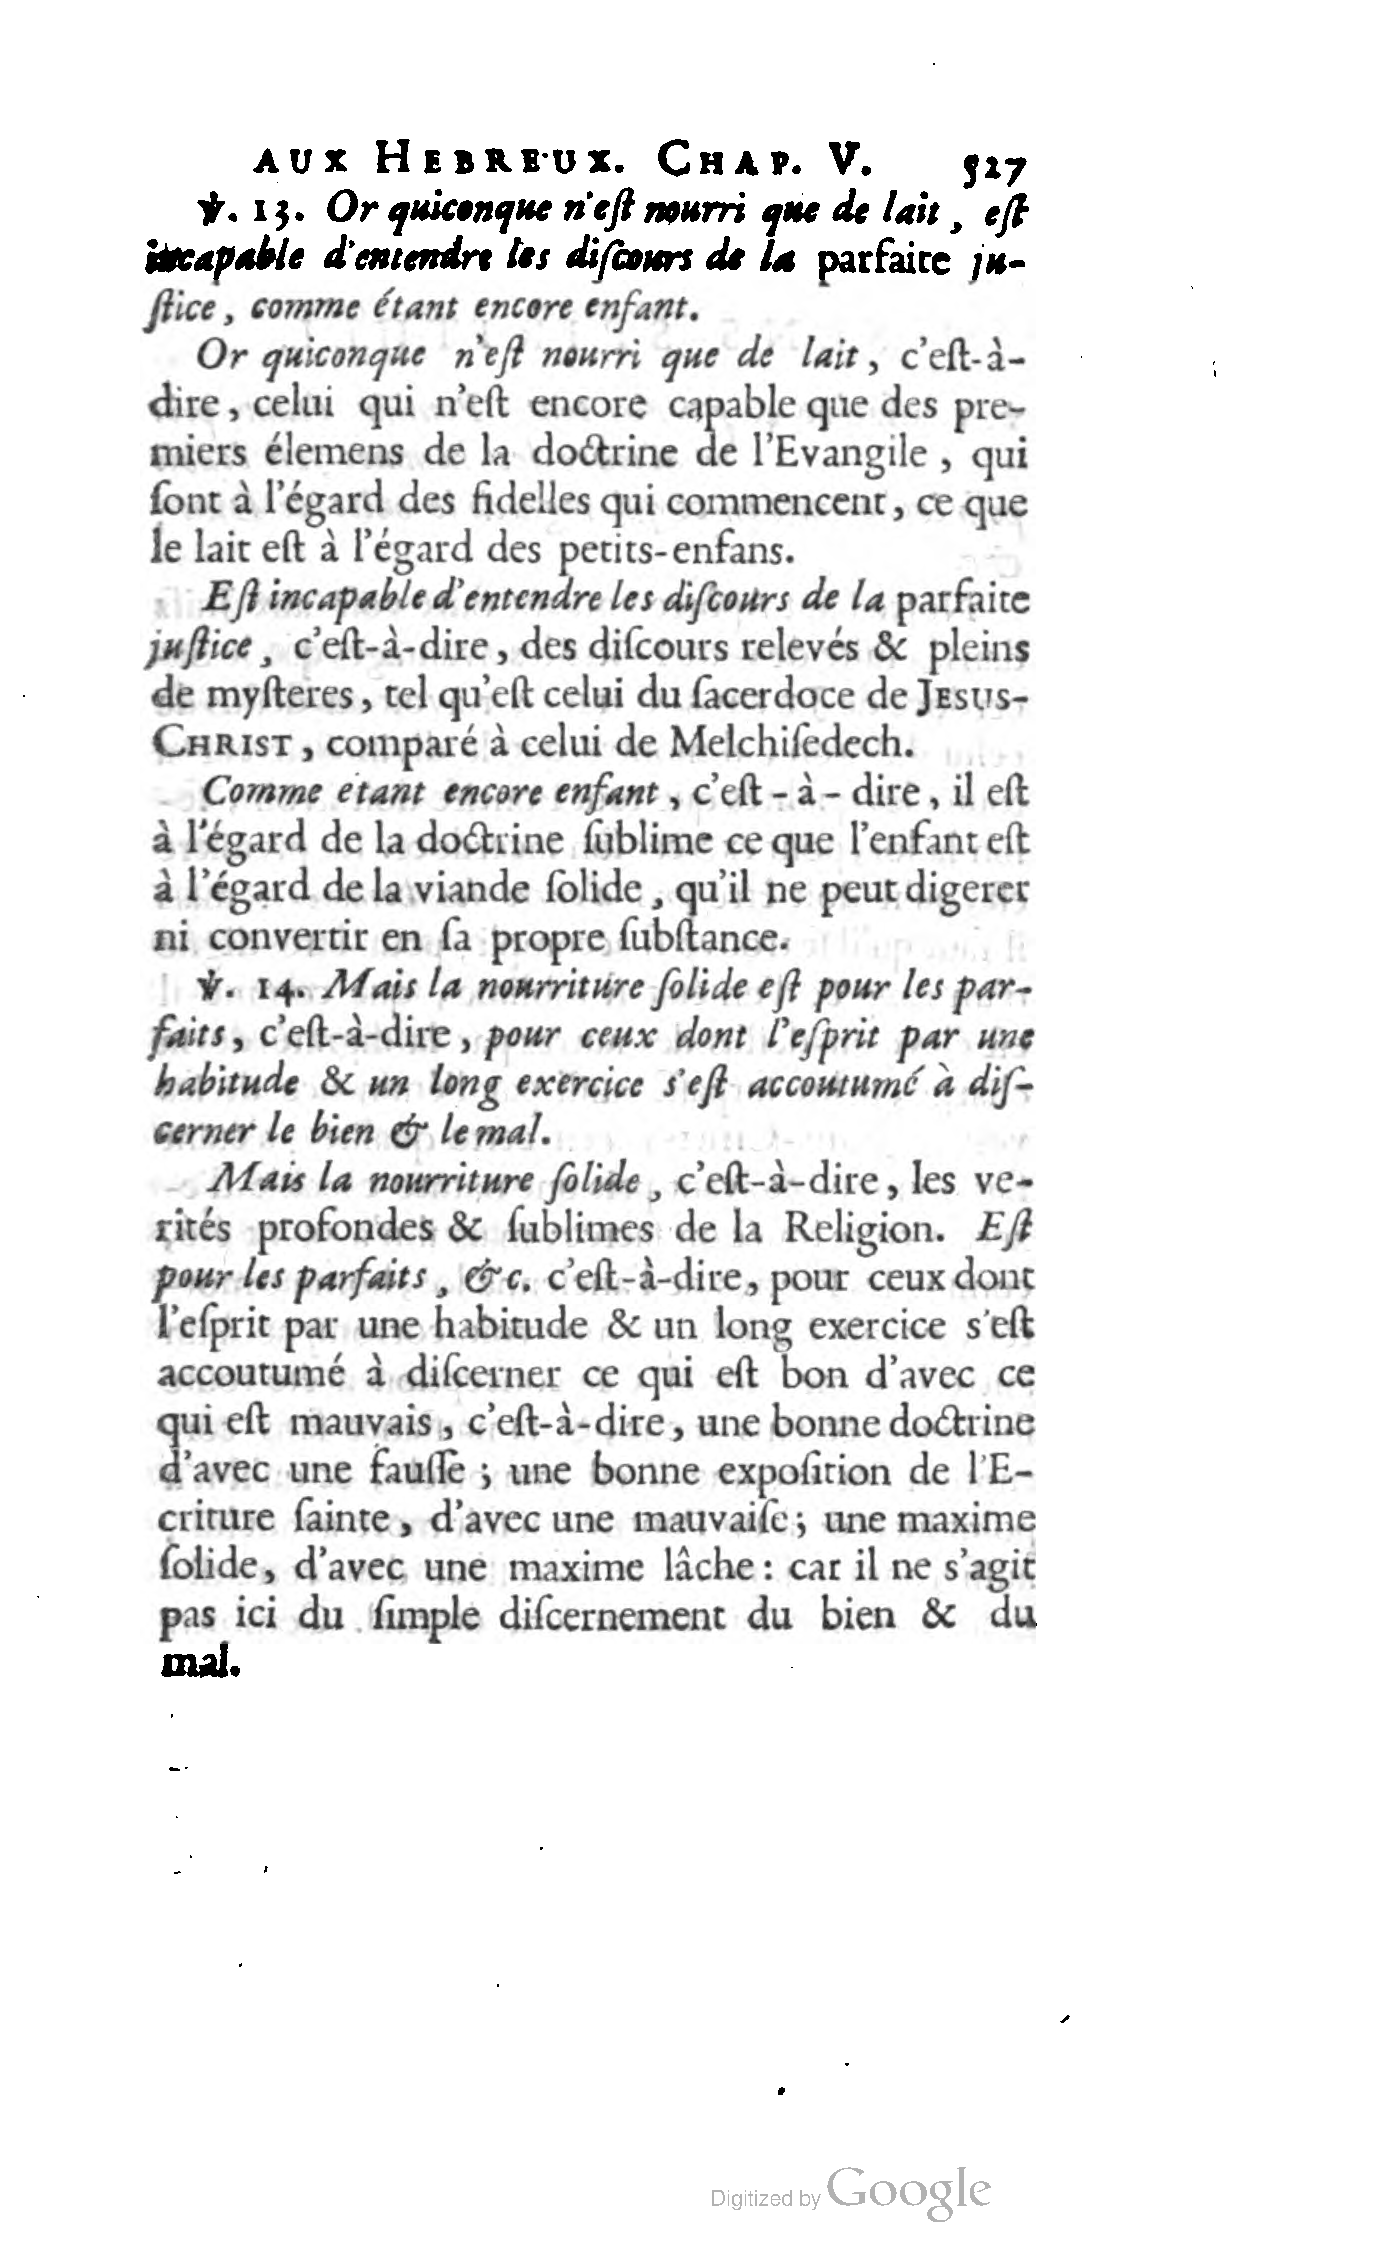 AUX HEBREUX. CHAP. V. 527
℣. 13. Or quiconque n'eſt nourri que de lait, eſt
incapable d'entendre les diſcours de la parfaite ju-
ſtice, comme étant encore enfant.
Or quiconque n'eſt nourri que de lait, c'eſt-à-
dire, celui qui n'eſt encore capable que des pre-
miers élemens de la doctrine de l'Evangile, qui
ſont à l'égard des fidelles qui commencent, ce que
le lait eſt à l'égard des petits-enfans.
Eſt incapable d'entendre les diſcours de la parfaite
juſtice, c'eſt-à-dire, des diſcours relevés & pleins
de myſteres, tel qu'eſt celui du ſacerdoce de JESUS-
CHRIST, comparé à celui de Melchiſedech.
Comme etant encore enfant, c'eſt-à-dire, il eſt
à l'égard de la doctrine ſublime ce que l'enfant eſt
à l'égard de la viande ſolide, qu'il ne peut digerer
ni convertir en ſa propre ſubſtance.
℣. 14. Mais la nourriture ſolide eſt pour les par-
faits, c'eſt-à-dire, pour ceux dont l'eſprit par une
habitude & un long exercice s'eſt accoutumé à diſ-
cerner le bien & le mal.
Mais la nourriture ſolide, c'eſt-à-dire, les ve-
rités profondes & ſublimes de la Religion. Eſt
pour les parfaits, &c. c'eſt-à-dire, pour ceux dont
l'eſprit par une habitude & un long exercice s'eſt
accoutumé à diſcerner ce qui eſt bon d'avec ce
qui eſt mauvais, c'eſt-à-dire, une bonne doctrine
d'avec une fauſſe; une bonne expoſition de l'E-
criture ſainte, d'avec une mauvaiſe; une maxime
ſolide, d'avec une maxime lâche: car il ne s'agit
pas ici du ſimple diſcernement du bien & du
mal.
Digitized by Google